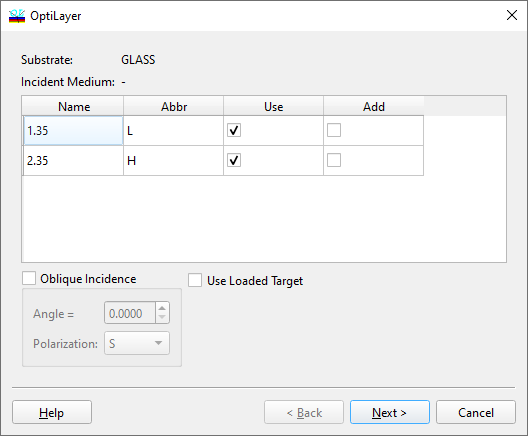 OptiLayer
Substrate: GLASS
Incident Medium: -
Name Abbr Use Add
1.35 L
2.35 H
Oblique Incidence Use Loaded Target
Angle = 0.0000
Polarization: S
Help < Back Next > Cancel